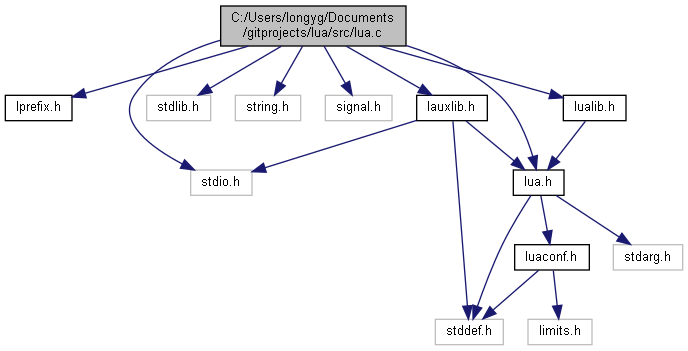 C:/Users/longyg/Documents
/gitprojects/lua/src/lua.c
lprefix.h
stdlib.h
string.h
signal.h
lauxlib.h
lualib.h
stdio.h
lua.h
luaconf.h
stdarg.h
stddef.h
limits.h